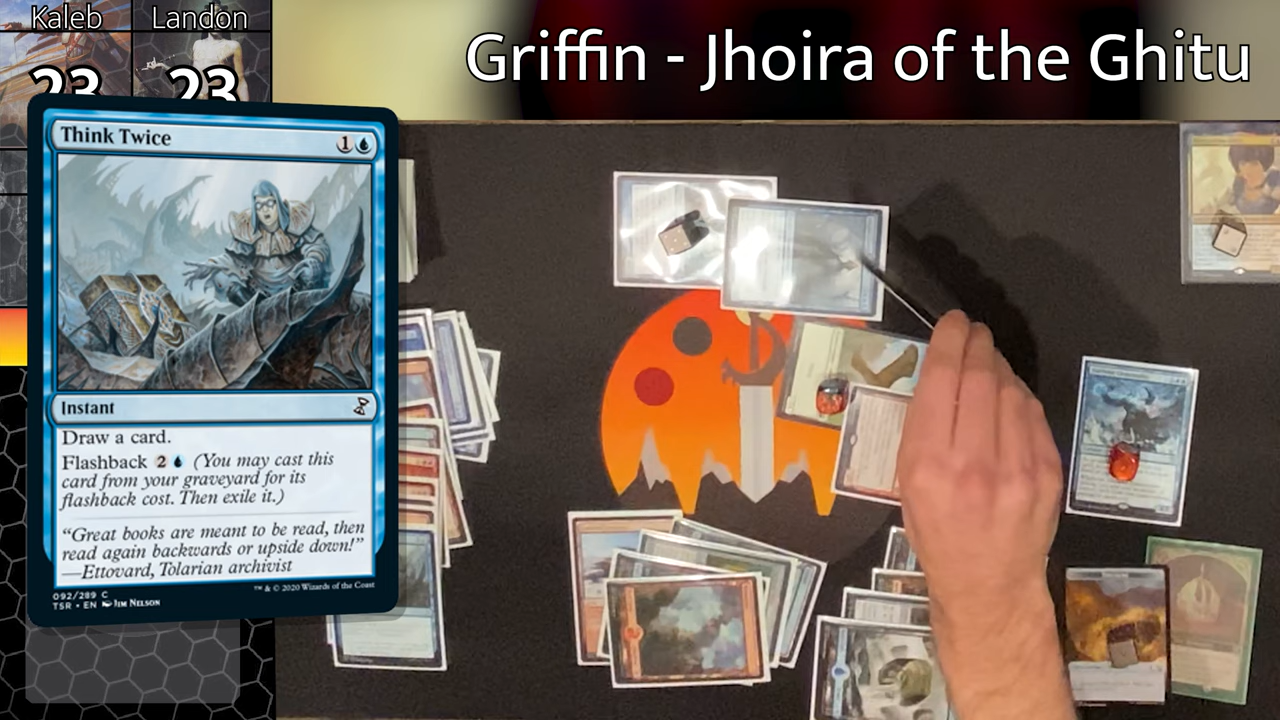 Kaleb Landon
23 23
Griffin - Jhoira of the Ghitu
Think Twice
1
Instant
Draw a card.
Flashback 2 (You may cast this
card from your graveyard for its
flashback cost. Then exile it.)
“Great books are meant to be read, then
read again backwards or upside down!”
—Ettovard, Tolarian archivist
092/289 C
TSR • EN Jim Nelson
™ & © 2020 Wizards of the Coast